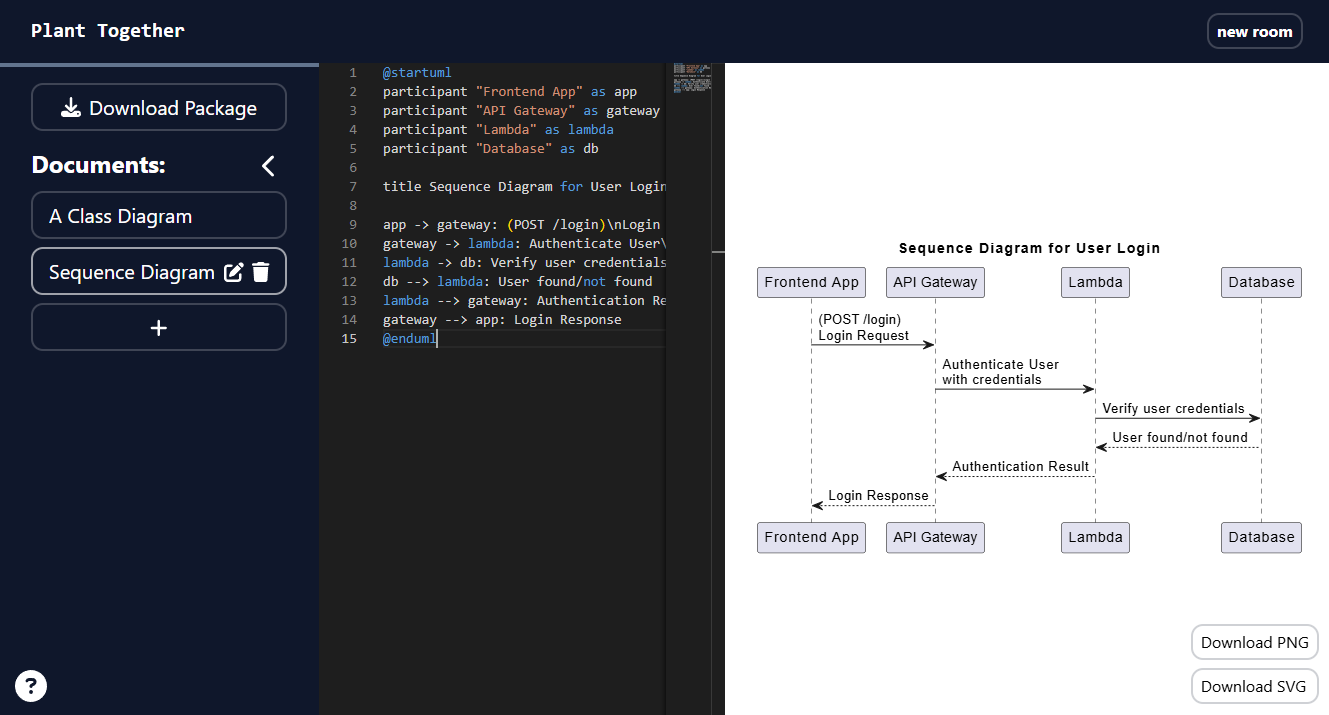 Plant Together
new room
Download Package
Documents:
A Class Diagram
Sequence Diagram
+
?
1 @startuml
2 participant "Frontend App" as app
3 participant "API Gateway" as gateway
4 participant "Lambda" as lambda
5 participant "Database" as db
6
7 title Sequence Diagram for User Login
8
9 app -> gateway: (POST /login)\nLogin
10 gateway -> lambda: Authenticate User\
11 lambda -> db: Verify user credentials
12 db --> lambda: User found/not found
13 lambda --> gateway: Authentication Re
14 gateway --> app: Login Response
15 @enduml
Sequence Diagram for User Login
Frontend App API Gateway Lambda Database
(POST /login)
Login Request
Authenticate User
with credentials
Verify user credentials
User found/not found
Authentication Result
Login Response
Frontend App API Gateway Lambda Database
Download PNG
Download SVG